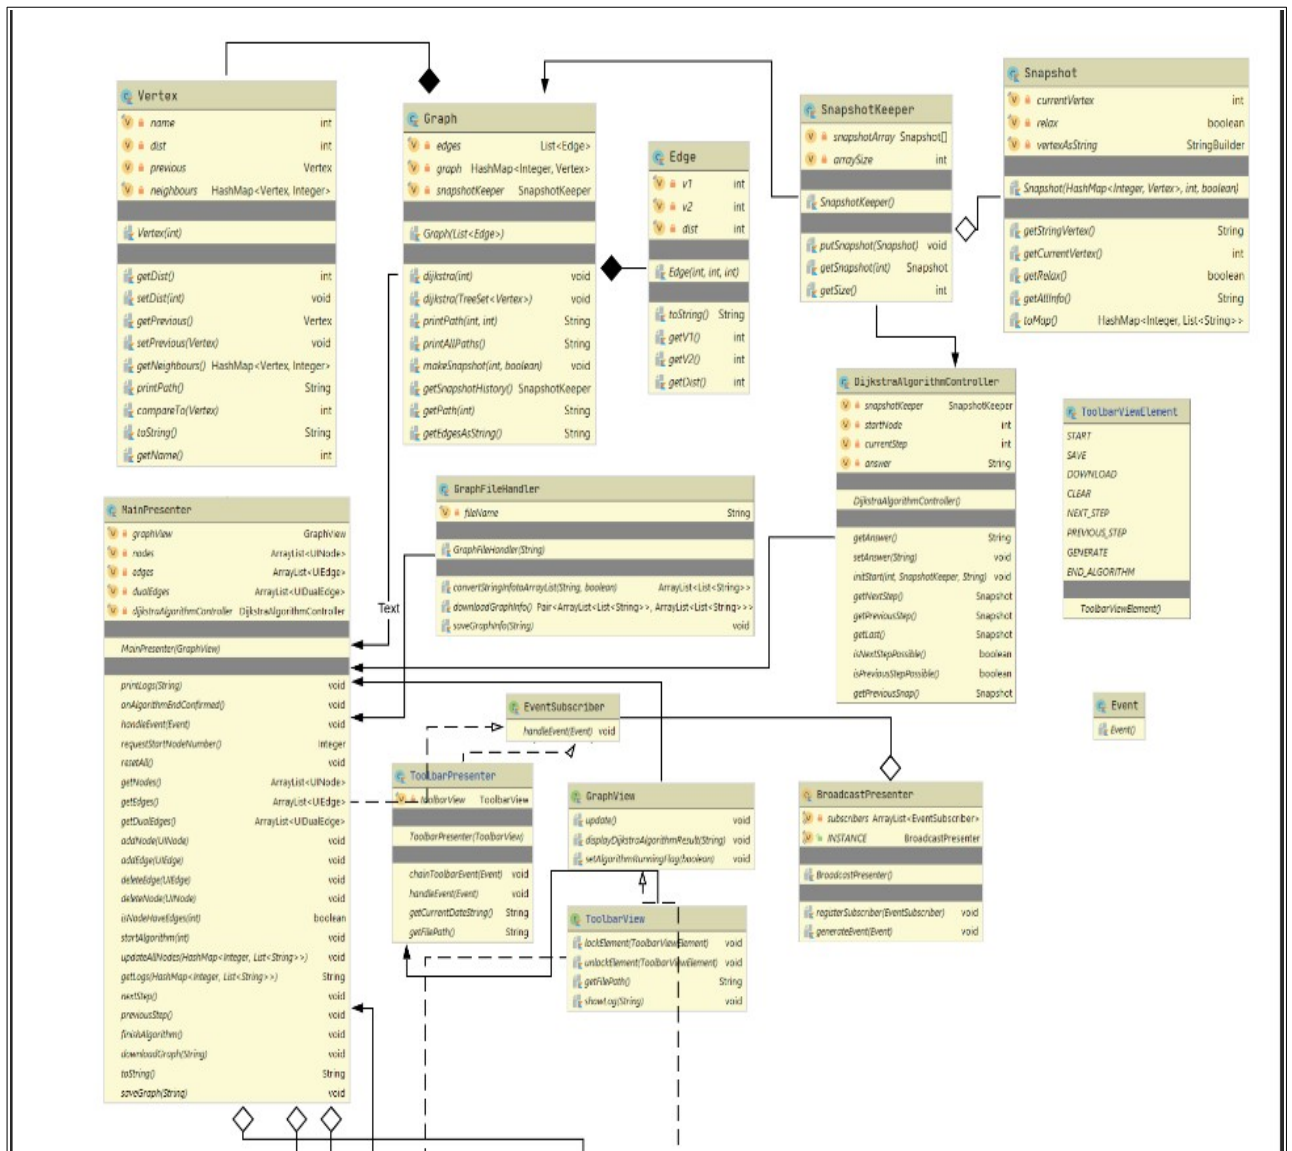 Vertex
name int
dist int
previous Vertex
neighbours HashMap<Vertex, Integer>
Vertex(int)
getDist() int
setDist(int) void
getPrevious() Vertex
setPrevious(Vertex) void
getNeighbours() HashMap<Vertex, Integer>
printPath() String
compareTo(Vertex) int
toString() String
getName() int
Graph
edges List<Edge>
graph HashMap<Integer, Vertex>
snapshotKeeper SnapshotKeeper
Graph(List<Edge>)
dijkstra(int) void
dijkstra(TreeSet<Vertex>) void
printPath(int, int) String
printAllPaths() String
makeSnapshot(int, boolean) void
getSnapshotHistory() SnapshotKeeper
getPath(int) String
getEdgesAsString() String
Edge
v1 int
v2 int
dist int
Edge(int, int, int)
toString() String
getV1() int
getV2() int
getDist() int
SnapshotKeeper
snapshotArray Snapshot[]
arraySize int
SnapshotKeeper()
putSnapshot(Snapshot) void
getSnapshot(int) Snapshot
getSize() int
Snapshot
currentVertex int
relax boolean
vertexAsString StringBuilder
Snapshot(HashMap<Integer, Vertex>, int, boolean)
getStringVertex() String
getCurrentVertex() int
getRelax() boolean
getAllInfo() String
toMap() HashMap<Integer, List<String>>
DijkstraAlgorithmController
snapshotKeeper SnapshotKeeper
startNode int
currentStep int
answer String
DijkstraAlgorithmController()
getAnswer() String
setAnswer(String) void
initStart(int, SnapshotKeeper, String) void
getNextStep() Snapshot
getPreviousStep() Snapshot
getLast() Snapshot
isNextStepPossible() boolean
isPreviousStepPossible() boolean
getPreviousSnap() Snapshot
ToolbarViewElement
START
SAVE
DOWNLOAD
CLEAR
NEXT_STEP
PREVIOUS_STEP
GENERATE
END_ALGORITHM
ToolbarViewElement()
MainPresenter
graphView GraphView
nodes ArrayList<UINode>
edges ArrayList<UIEdge>
dualEdges ArrayList<UIDualEdge>
dijkstraAlgorithmController DijkstraAlgorithmController
MainPresenter(GraphView)
printLogs(String) void
onAlgorithmEndConfirmed() void
handleEvent(Event) void
requestStartNodeNumber() Integer
resetAll() void
getNodes() ArrayList<UINode>
getEdges() ArrayList<UIEdge>
getDualEdges() ArrayList<UIDualEdge>
addNode(UINode) void
addEdge(UIEdge) void
deleteEdge(UIEdge) void
deleteNode(UINode) void
isNodeHaveEdges(int) boolean
startAlgorithm(int) void
updateAllNodes(HashMap<Integer, List<String>>) void
getLogs(HashMap<Integer, List<String>>) String
nextStep() void
previousStep() void
finishAlgorithm() void
downloadGraph(String) void
toString() String
saveGraph(String) void
Text
GraphFileHandler
fileName String
GraphFileHandler(String)
convertStringInfotoArrayList(String, boolean) ArrayList<List<String>>
downloadGraphInfo() Pair<ArrayList<List<String>>, ArrayList<List<String>>>
saveGraphInfo(String) void
EventSubscriber
handleEvent(Event) void
Event
Event()
ToolbarPresenter
toolbarView ToolbarView
ToolbarPresenter(ToolbarView)
chainToolbarEvent(Event) void
handleEvent(Event) void
getCurrentDateString() String
getFilePath() String
GraphView
update() void
displayDijkstraAlgorithmResult(String) void
setAlgorithmRunningFlag(boolean) void
ToolbarView
lockElement(ToolbarViewElement) void
unlockElement(ToolbarViewElement) void
getFilePath() String
showLog(String) void
BroadcastPresenter
subscribers ArrayList<EventSubscriber>
INSTANCE BroadcastPresenter
BroadcastPresenter()
registerSubscriber(EventSubscriber) void
generateEvent(Event) void